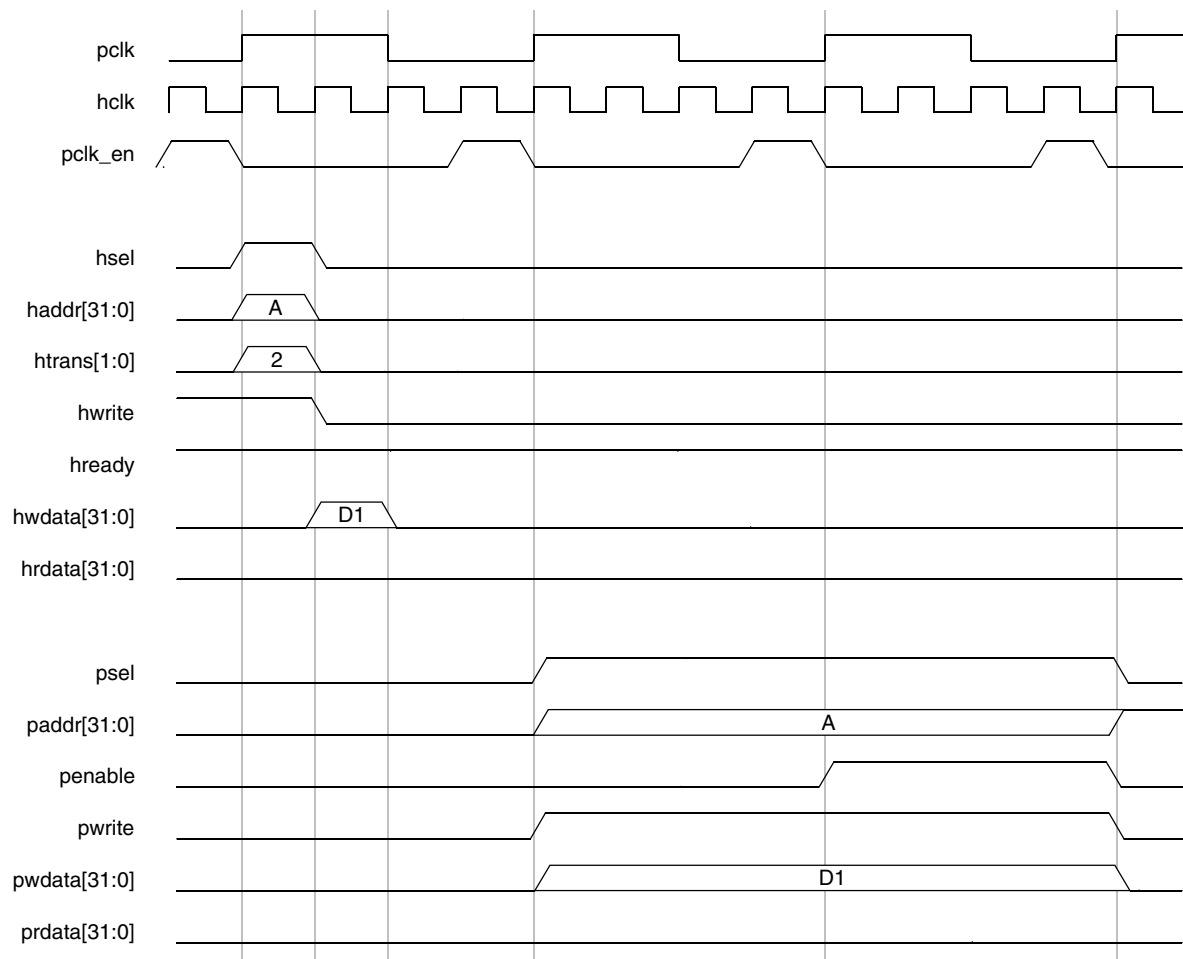 pclk
hclk
pclk_en
hsel
haddr[31:0] A
htrans[1:0] 2
hwrite
hready
hwdata[31:0] D1
hrdata[31:0]
psel
paddr[31:0] A
penable
pwrite
pwdata[31:0] D1
prdata[31:0]